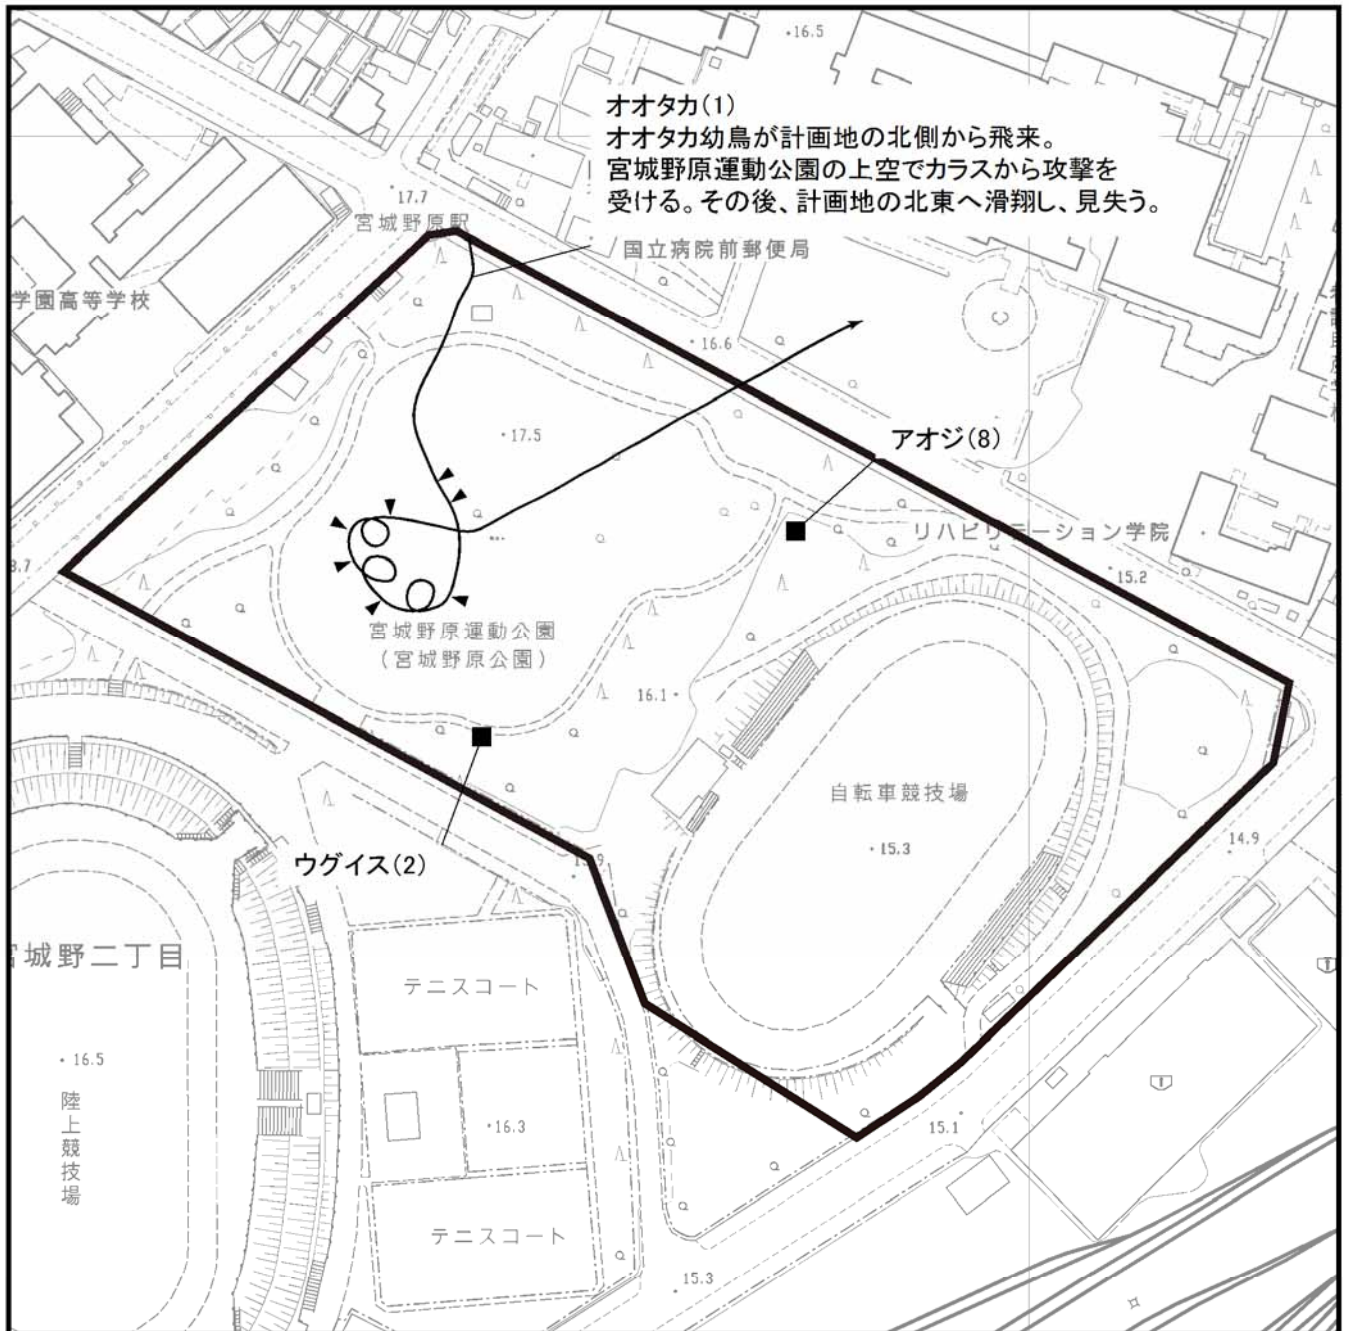 ・16.5
オオタカ(1)
オオタカ幼鳥が計画地の北側から飛来。
宮城野原運動公園の上空でカラスから攻撃を
受ける。その後、計画地の北東へ滑翔し、見失う。
・17.7
宮城野原駅
国立病院前郵便局
学園高等学校
・16.6
・17.5
アオジ(8)
リハビリテーション学院
・15.2
3.7
宮城野原運動公園
(宮城野原公園)
16.1・
自転車競技場
・15.3
14.9
ウグイス(2)
城野二丁目
テニスコート
・16.5
陸上競技場
・16.3
15.1
テニスコート
15.3